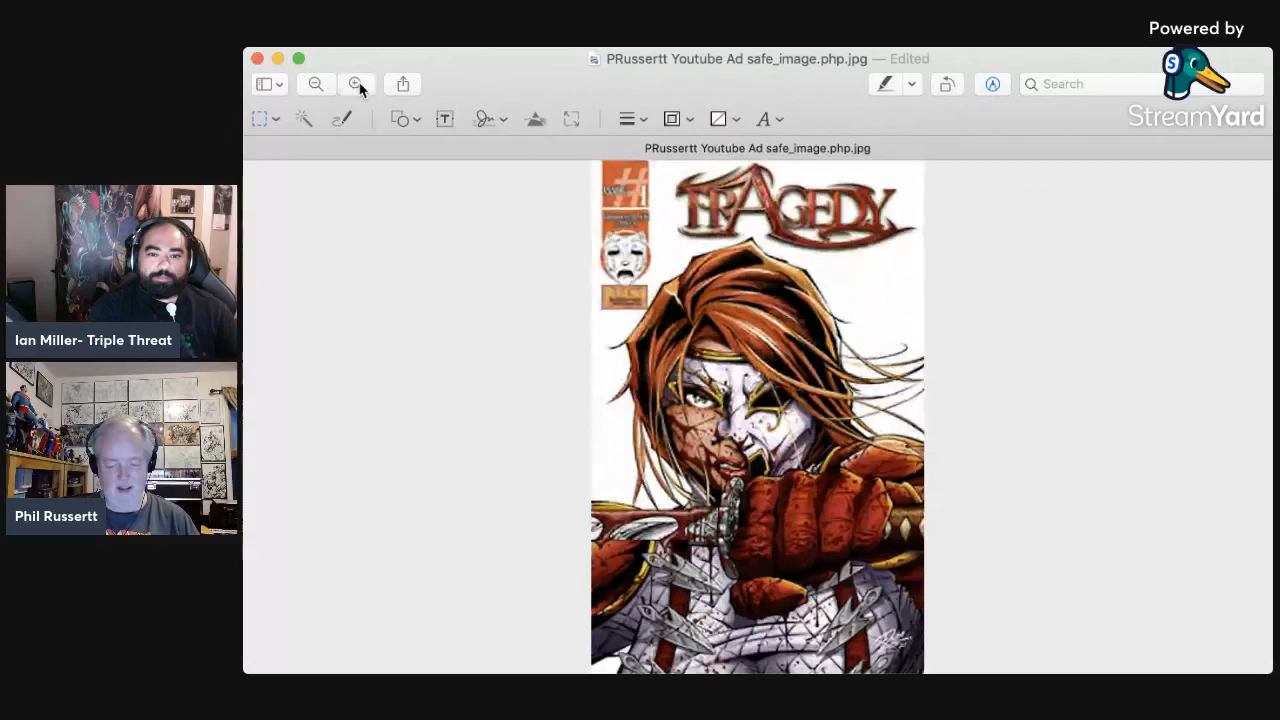 Powered by
StreamYard
PRussertt Youtube Ad safe_image.php.jpg — Edited
Search
PRussertt Youtube Ad safe_image.php.jpg
#1
TRAGEDY
Ian Miller- Triple Threat
Phil Russertt